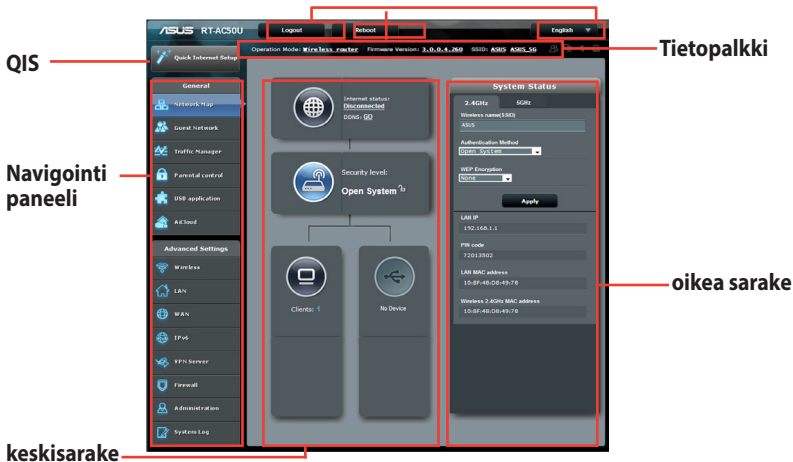 ASUS RT-AC50U Logout Reboot English
Operation Mode: Wireless router Firmware Version: 3.0.0.4.260 SSID: ASUS ASUS_5G
Tietopalkki
QIS
Quick Internet Setup
General
Network Map
Guest Network
Traffic Manager
Navigointi
paneeli
Parental control
USB application
AiCloud
Advanced Settings
Wireless
LAN
WAN
IPv6
VPN Server
Firewall
Administration
System Log
Internet status:
Disconnected
DDNS: GO
Security level:
Open System
Clients: 1
No Device
System Status
2.4GHz 5GHz
Wireless name(SSID)
ASUS
Authentication Method
Open System
WEP Encryption
None
Apply
LAN IP
192.168.1.1
PIN code
72013502
LAN MAC address
10:BF:48:D8:49:78
Wireless 2.4GHz MAC address
10:BF:48:D8:49:78
oikea sarake
keskisarake